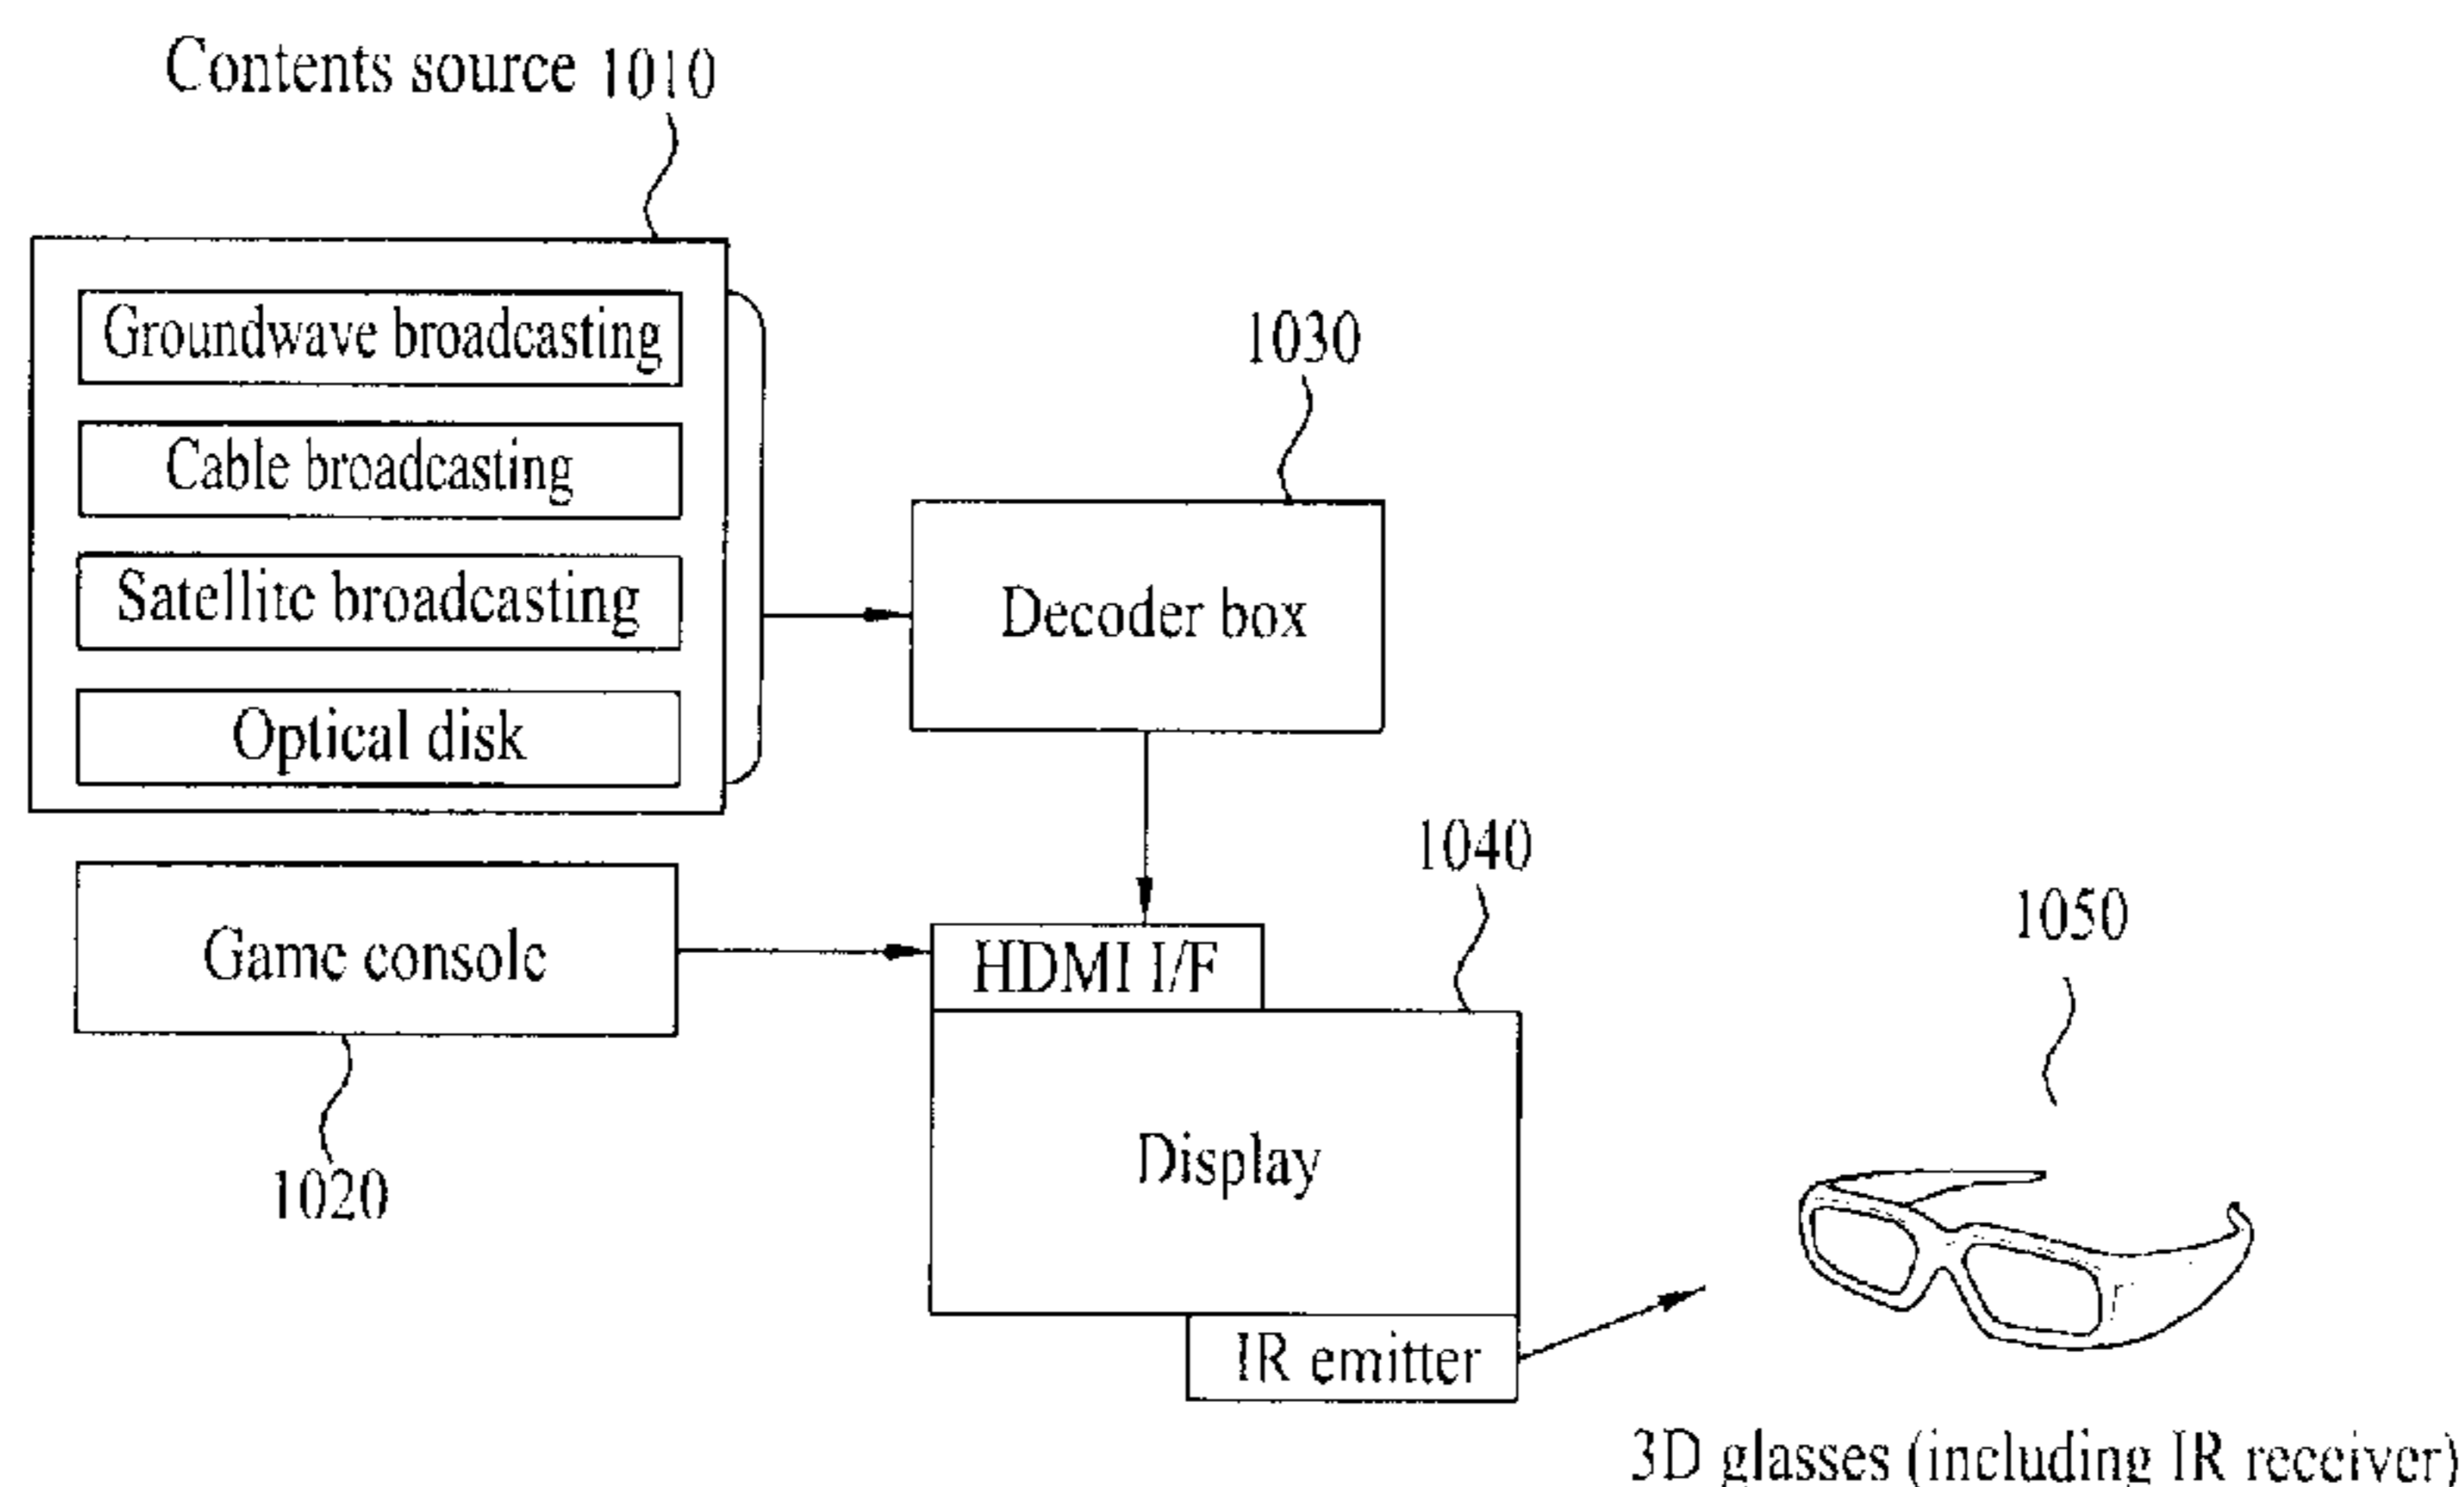 Contents source 1010
Groundwave broadcasting
Cable broadcasting
Satellite broadcasting
Optical disk
1030
Decoder box
Game console
1020
HDMI I/F
1040
Display
IR emitter
1050
3D glasses (including IR receiver)